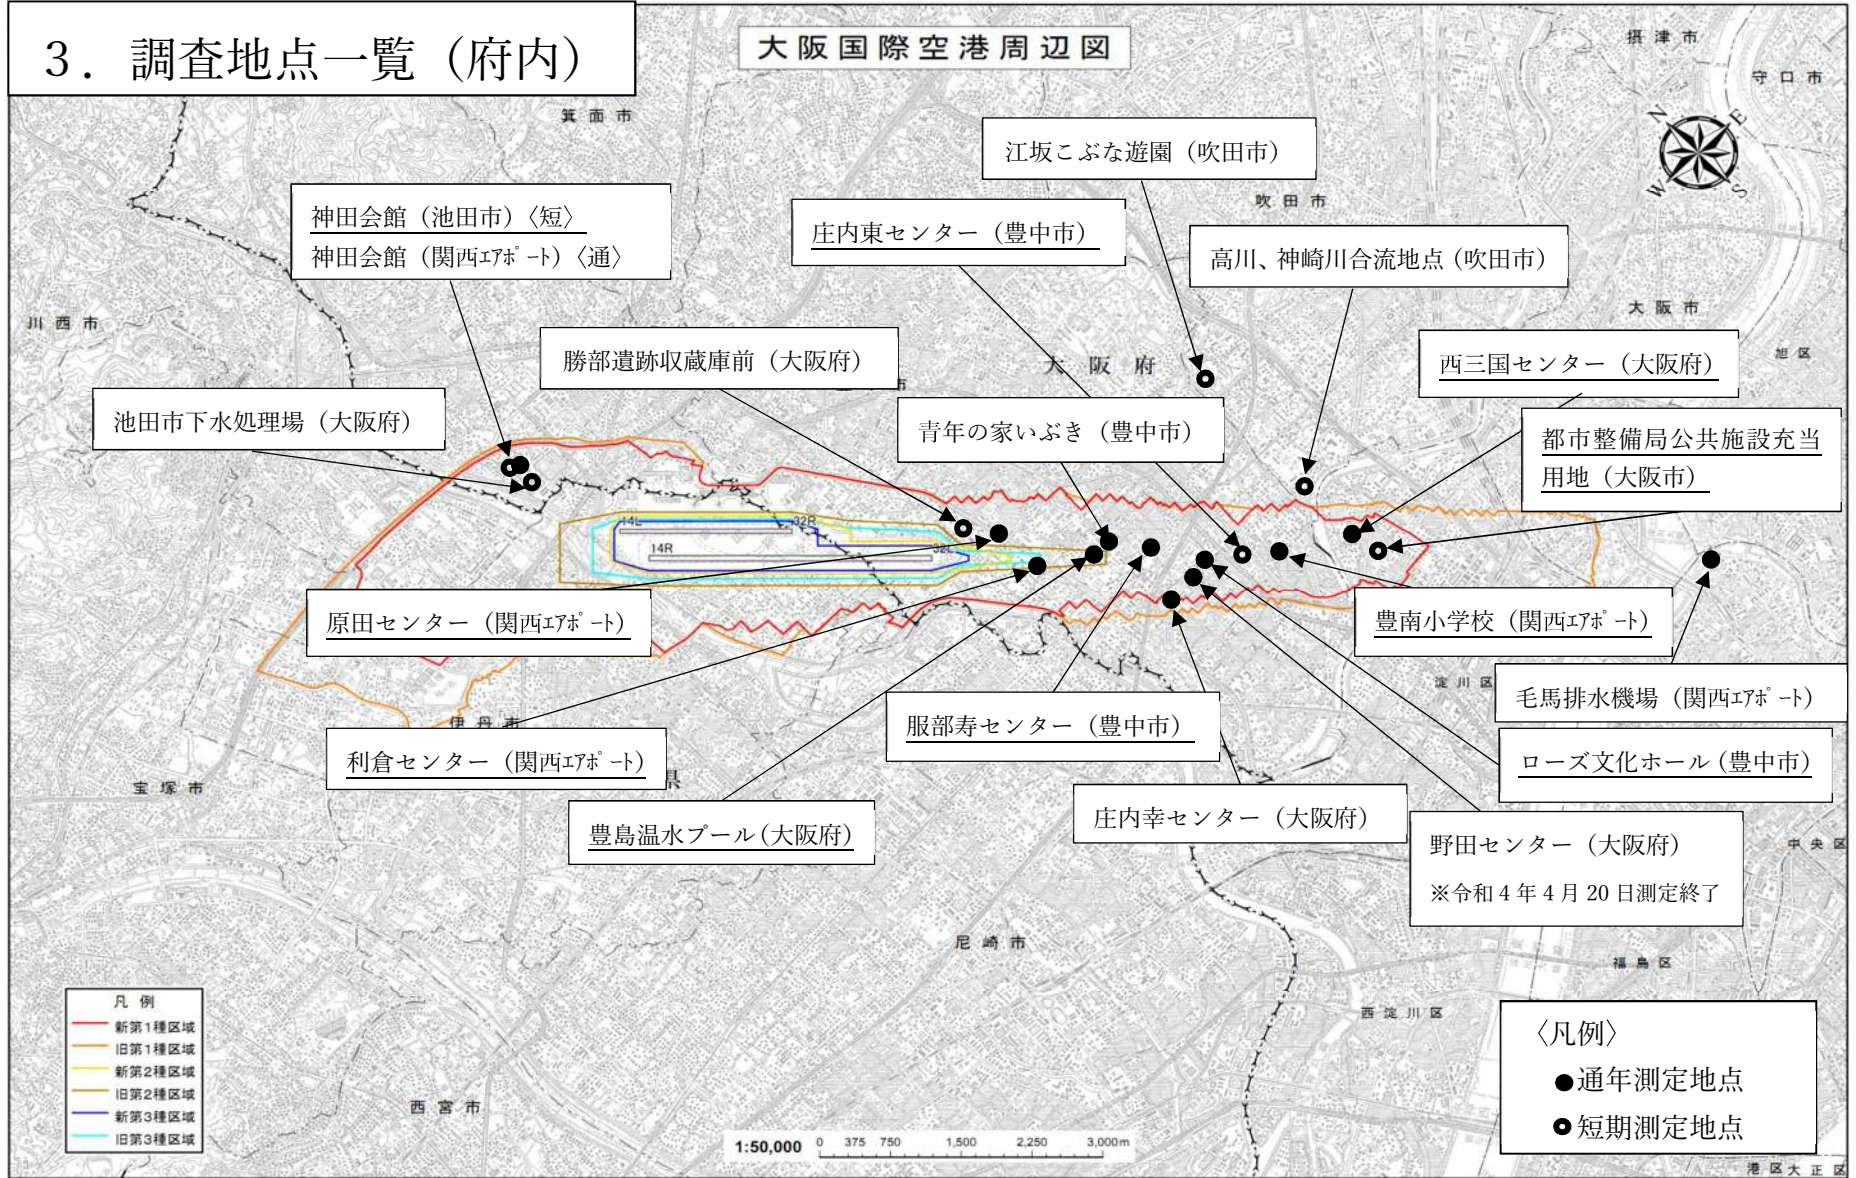 ３．調査地点一覧（府内）
大阪国際空港周辺図
摂津市
守口市
箕面市
N
E
W
S
江坂こぶな遊園（吹田市）
吹田市
神田会館（池田市）〈短〉
神田会館（関西エアポート）〈通〉
庄内東センター（豊中市）
高川、神崎川合流地点（吹田市）
川西市
大阪市
旭区
勝部遺跡収蔵庫前（大阪府）
大阪府
市
西三国センター（大阪府）
池田市下水処理場（大阪府）
青年の家いぶき（豊中市）
都市整備局公共施設充当
用地（大阪市）
14L
32R
14R
32L
原田センター（関西エアポート）
豊南小学校（関西エアポート）
淀川区
毛馬排水機場（関西エアポート）
伊丹市
服部寿センター（豊中市）
利倉センター（関西エアポート）
県
ローズ文化ホール（豊中市）
宝塚市
豊島温水プール（大阪府）
庄内幸センター（大阪府）
野田センター（大阪府）
※令和４年４月20日測定終了
中央区
尼崎市
福島区
西淀川区
西宮市
凡例
新第1種区域
旧第1種区域
新第2種区域
旧第2種区域
新第3種区域
旧第3種区域
1:50,000 0 375 750 1,500 2,250 3,000m
〈凡例〉
●通年測定地点
短期測定地点
港区
大正区